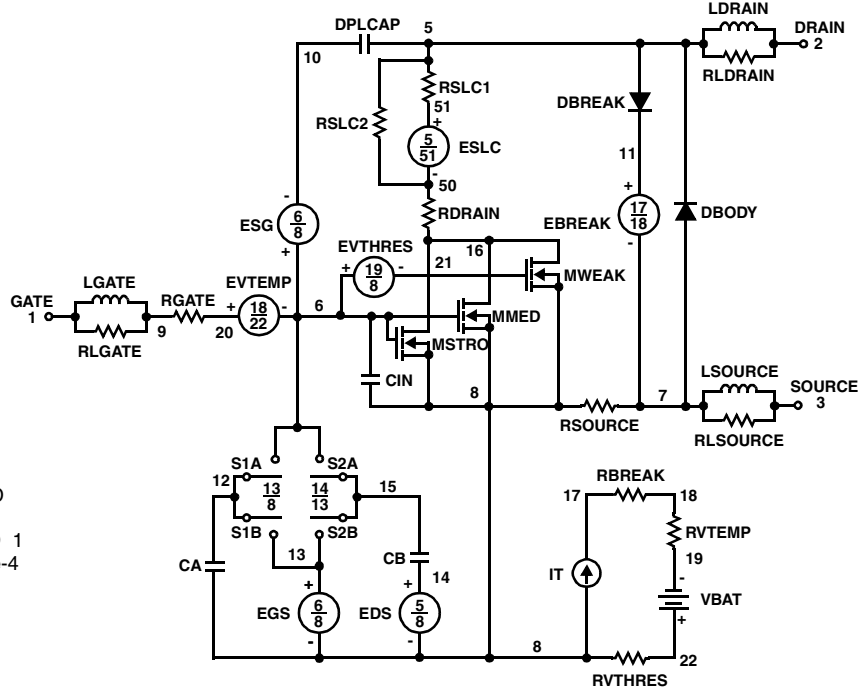 LDRAIN
DPLCAP 5 DRAIN
2
10
RLDRAIN
RSLC1
DBREAK
51
+
RSLC2
5
51
ESLC
11
-
50
+
-
RDRAIN
17
18
EBREAK
DBODY
6
8
ESG
-
EVTHRES
+
16
21
+ 19
8 -
MWEAK
LGATE
EVTEMP
GATE
1
RGATE
+ 18
22 -
6
MMED
9
20
RLGATE
MSTRO
LSOURCE
CIN
8
7
SOURCE
3
RSOURCE
RLSOURCE
S1A
S2A
12
13
8
14
13
15
RBREAK
17
18
S1B
S2B
RVTEMP
13
CB
19
CA
14
IT
-
+
+
VBAT
EGS
6
8
EDS
5
8
+
-
-
8
22
RVTHRES
1
-4